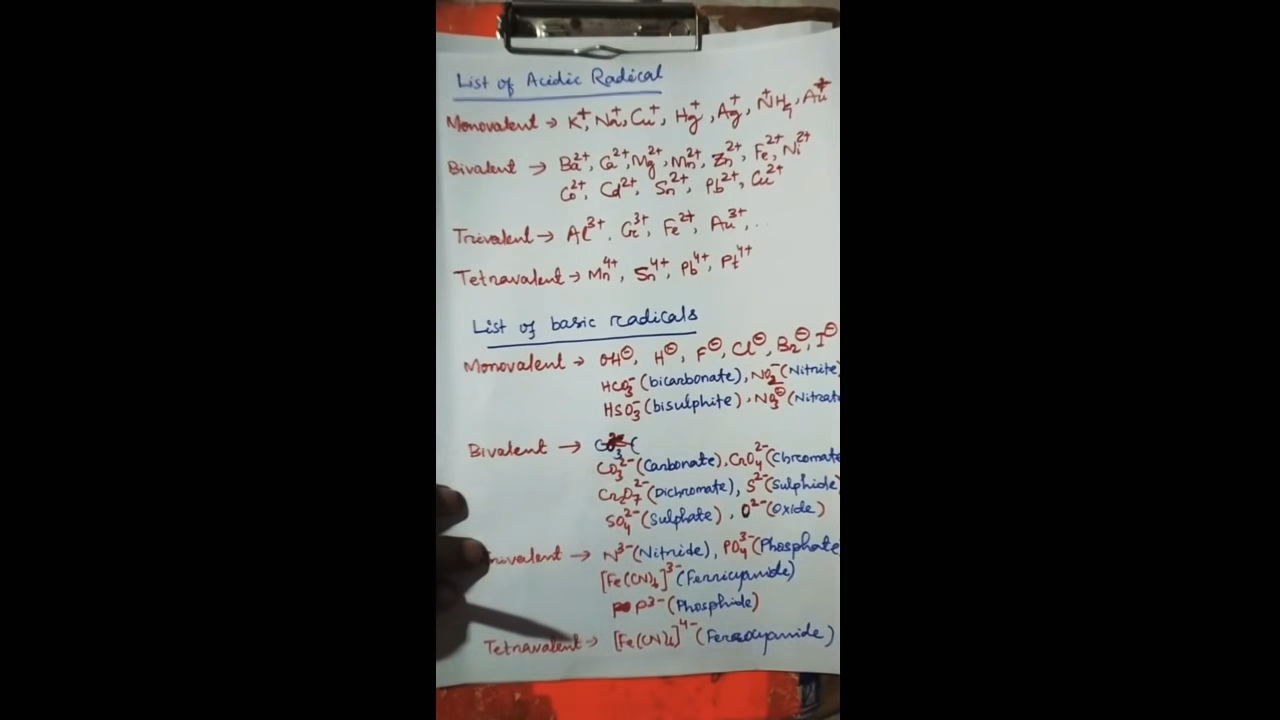 List of Acidic Radical
Monovalent → K⁺, Na⁺, Cu⁺, Hg⁺, Ag⁺, N⁺H₄, Au⁺
Bivalent → Ba²⁺, Ca²⁺, Mg²⁺, Mn²⁺, Zn²⁺, Fe²⁺, Ni²⁺
Co²⁺, Cd²⁺, Sn²⁺, Pb²⁺, Cu²⁺
Trivalent → Al³⁺, Cr³⁺, Fe²⁺, Au³⁺, ..
Tetravalent → Mn⁴⁺, Sn⁴⁺, Pb⁴⁺, Pt⁴⁺
List of basic radicals
Monovalent → OH⊖, H⊖, F⊖, Cl⊖, Br⊖, I⊖
HCO₃⁻ (bicarbonate), NO₂⁻ (Nitrite)
HSO₃⁻ (bisulphite), NO₃⊖ (Nitrat
Bivalent →
CO₃²⁻ (Carbonate), CrO₄²⁻ (Chromate
Cr₂O₇²⁻ (Dichromate), S²⁻ (Sulphide)
SO₄²⁻ (Sulphate), O²⁻ (Oxide)
rivalent → N³⁻ (Nitride), PO₄³⁻ (Phosphate
[Fe(CN)₆]³⁻ (Ferricyanide)
P³⁻ (Phosphide)
Tetravalent → [Fe(CN)₆]⁴⁻ (Ferrocyanide)